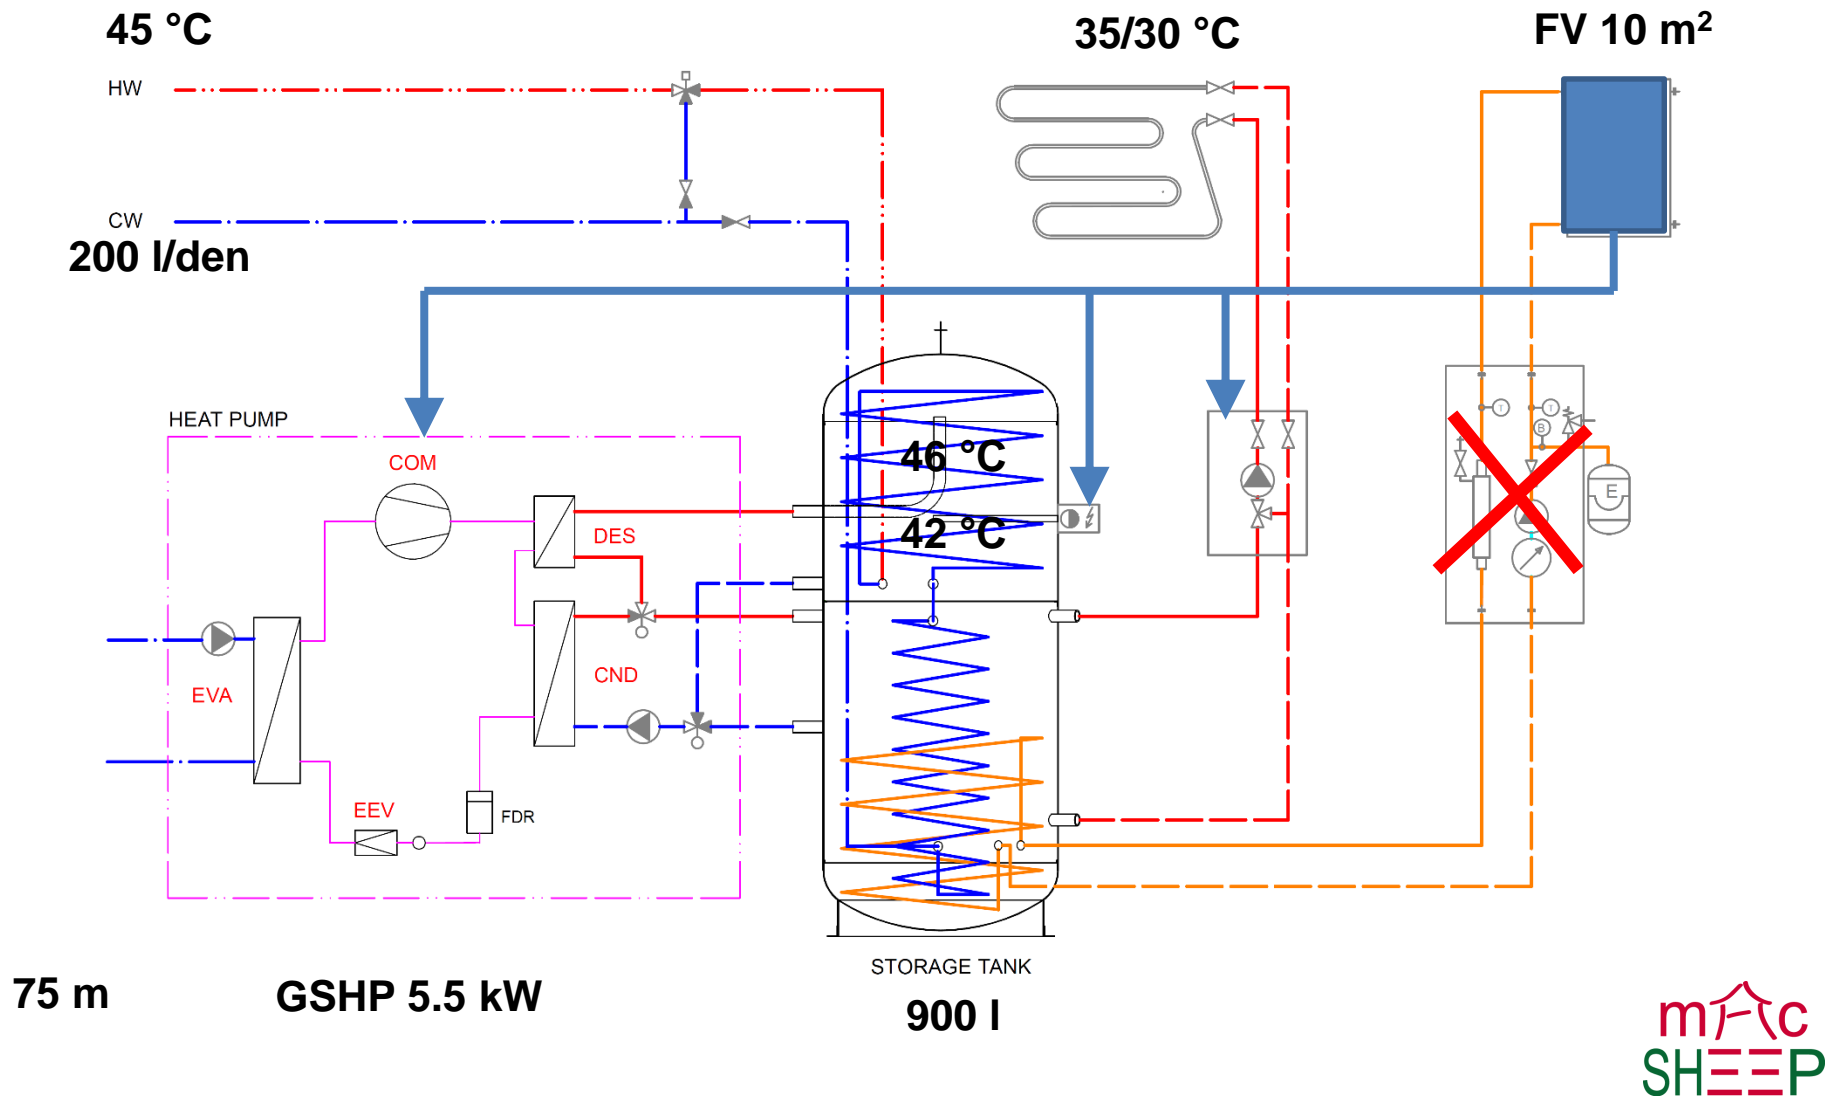 45 °C
35/30 °C
FV 10 m²
HW
CW
200 l/den
HEAT PUMP
COM
46 °C
DES
42 °C
T
T
B
E
EVA
CND
EEV
FDR
STORAGE TANK
75 m
GSHP 5.5 kW
900 l
mac
SHEEP